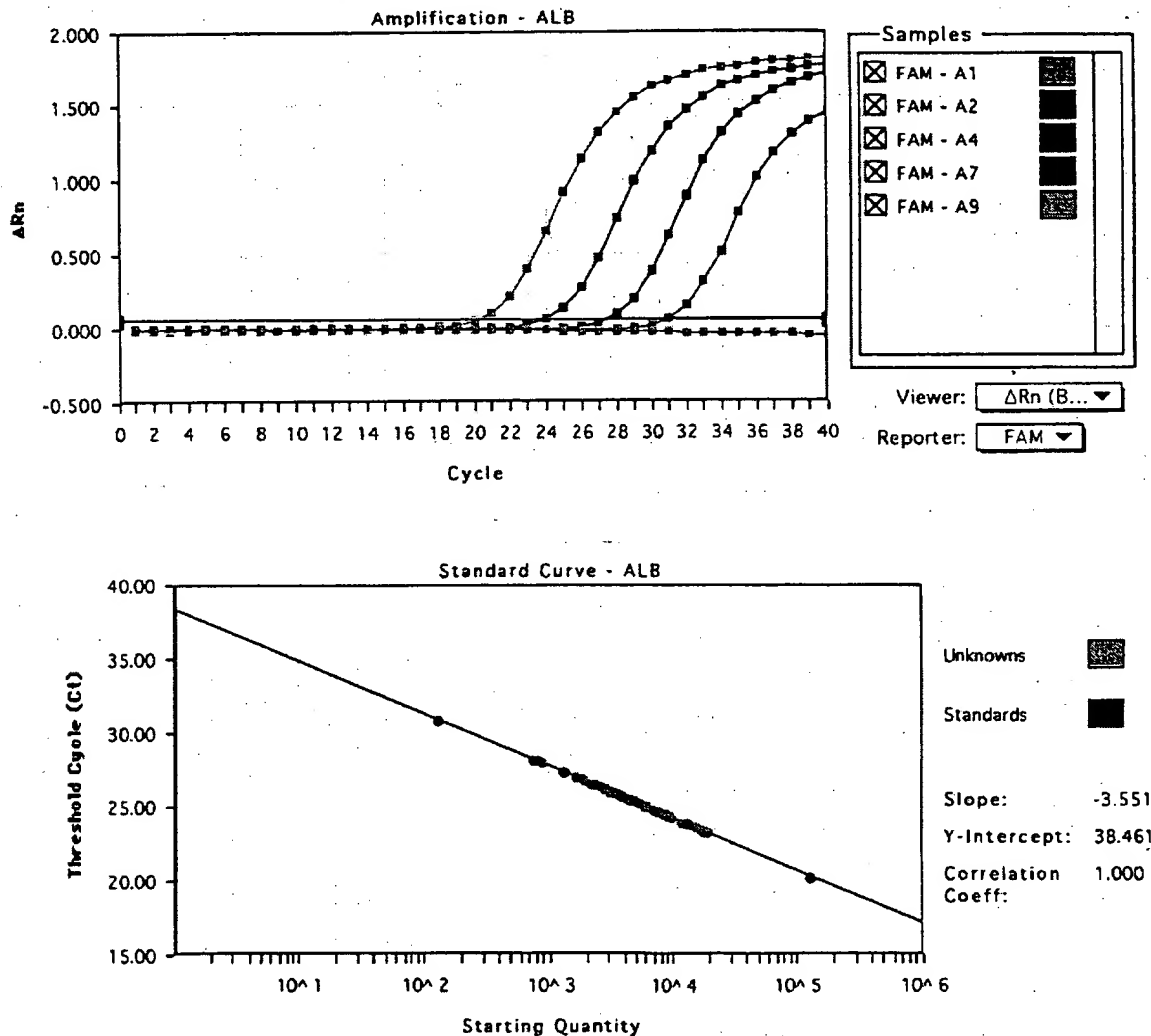 Amplification - ALB
2.000
1.500
1.000
0.500
0.000
-0.500
ΔRn
0 2 4 6 8 10 12 14 16 18 20 22 24 26 28 30 32 34 36 38 40
Cycle
Samples
FAM - A1
FAM - A2
FAM - A4
FAM - A7
FAM - A9
Viewer: ΔRn (B... ▼
Reporter: FAM ▼
Standard Curve - ALB
40.00
35.00
30.00
25.00
20.00
15.00
Threshold Cycle (Ct)
10^1 10^2 10^3 10^4 10^5 10^6
Starting Quantity
Unknowns
Standards
Slope: -3.551
Y-Intercept: 38.461
Correlation 1.000
Coeff: